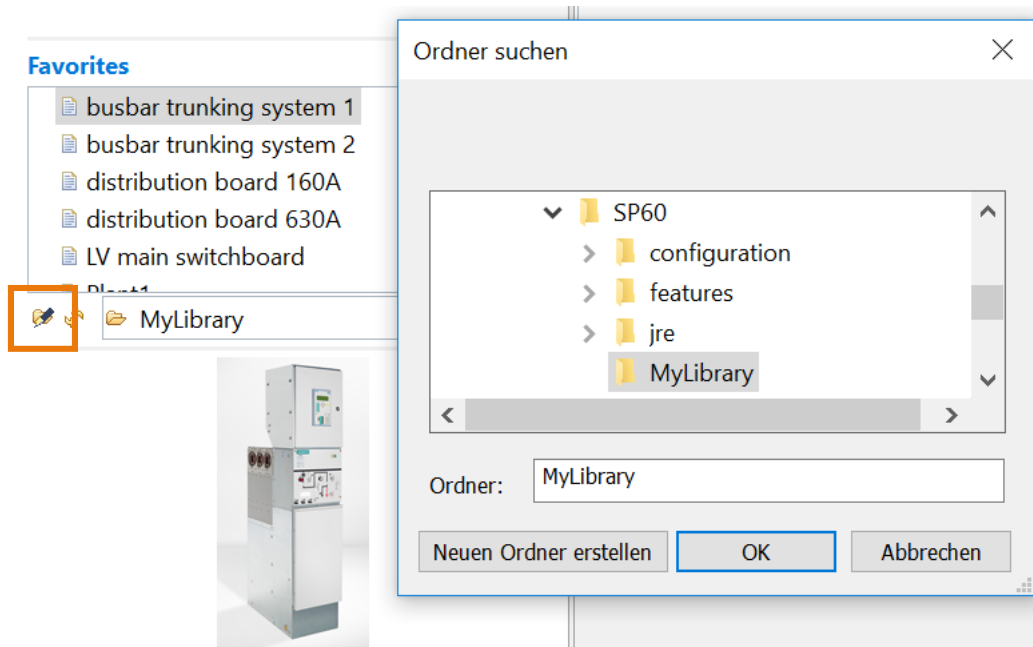 Favorites
busbar trunking system 1
busbar trunking system 2
distribution board 160A
distribution board 630A
LV main switchboard
Plant1
MyLibrary
Ordner suchen
SP60
configuration
features
jre
MyLibrary
Ordner:
MyLibrary
Neuen Ordner erstellen
OK
Abbrechen